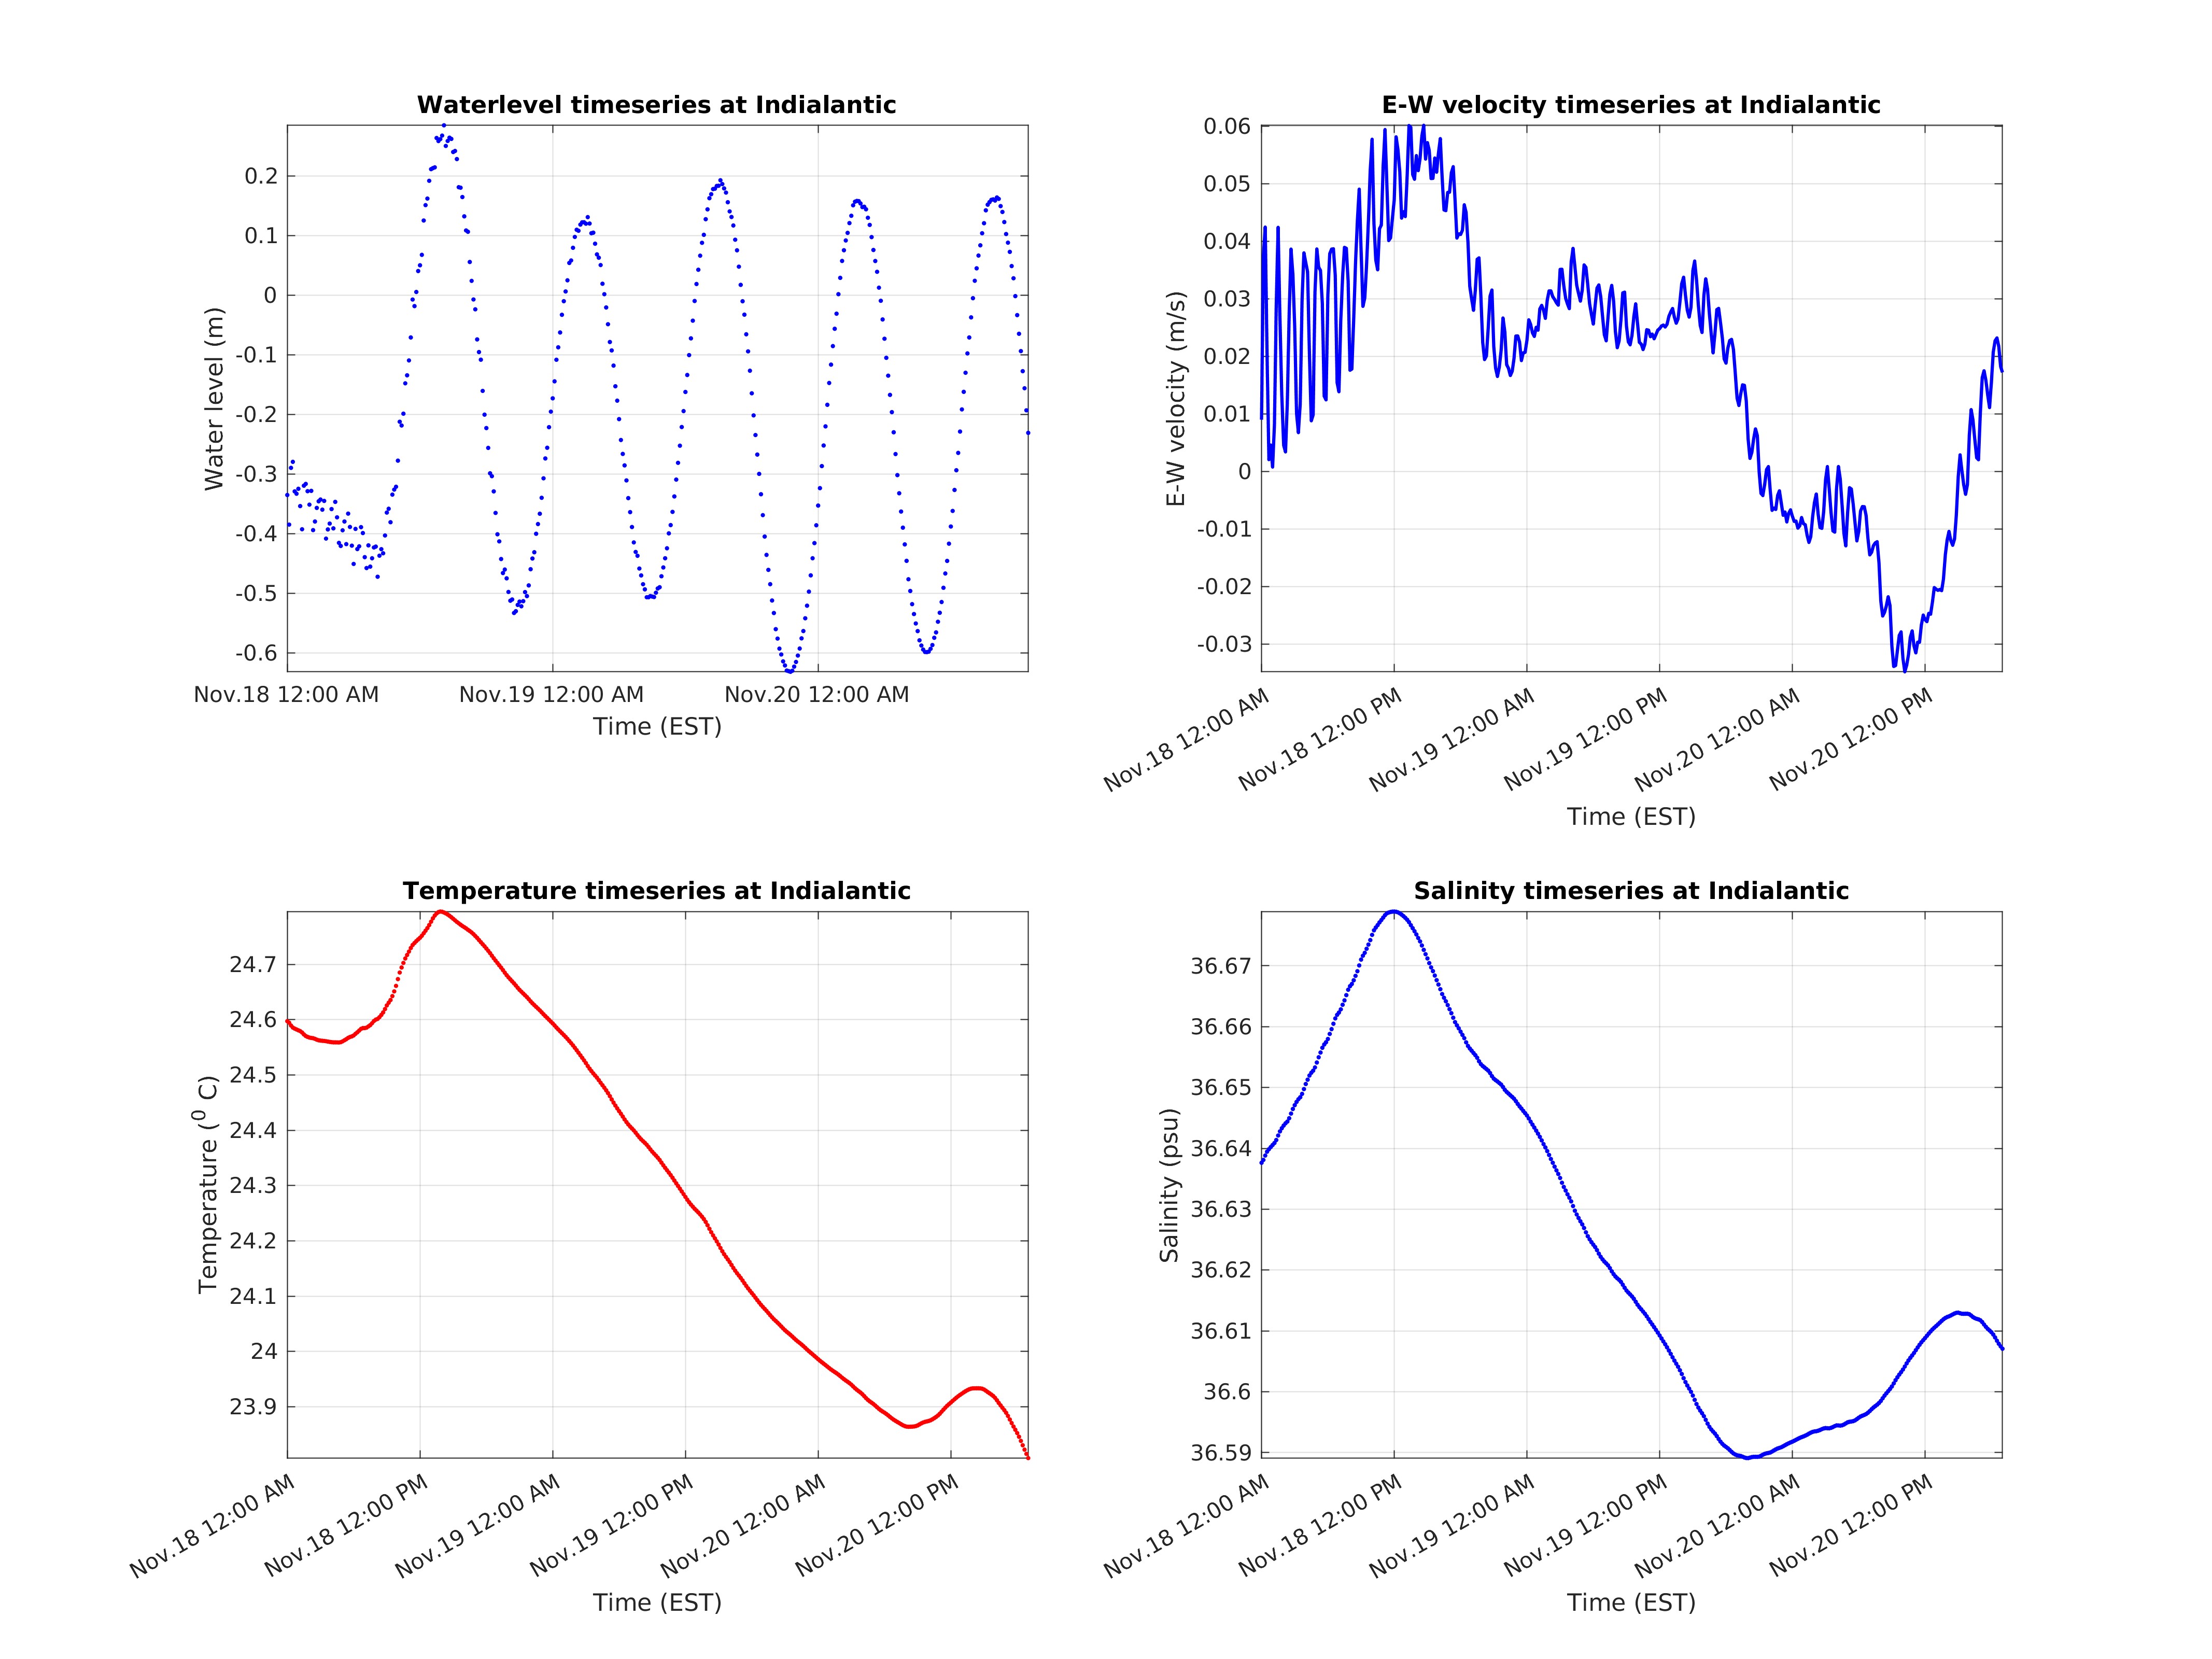 Waterlevel timeseries at Indialantic
0.2
0.1
0
-0.1
-0.2
-0.3
-0.4
-0.5
-0.6
Water level (m)
Nov.18 12:00 AM
Nov.19 12:00 AM
Nov.20 12:00 AM
Time (EST)
E-W velocity timeseries at Indialantic
0.06
0.05
0.04
0.03
0.02
0.01
0
-0.01
-0.02
-0.03
E-W velocity (m/s)
Nov.18 12:00 AM
Nov.18 12:00 PM
Nov.19 12:00 AM
Nov.19 12:00 PM
Nov.20 12:00 AM
Nov.20 12:00 PM
Time (EST)
Temperature timeseries at Indialantic
24.7
24.6
24.5
24.4
24.3
24.2
24.1
24
23.9
Temperature (⁰ C)
Nov.18 12:00 AM
Nov.18 12:00 PM
Nov.19 12:00 AM
Nov.19 12:00 PM
Nov.20 12:00 AM
Nov.20 12:00 PM
Time (EST)
Salinity timeseries at Indialantic
36.67
36.66
36.65
36.64
36.63
36.62
36.61
36.6
36.59
Salinity (psu)
Nov.18 12:00 AM
Nov.18 12:00 PM
Nov.19 12:00 AM
Nov.19 12:00 PM
Nov.20 12:00 AM
Nov.20 12:00 PM
Time (EST)